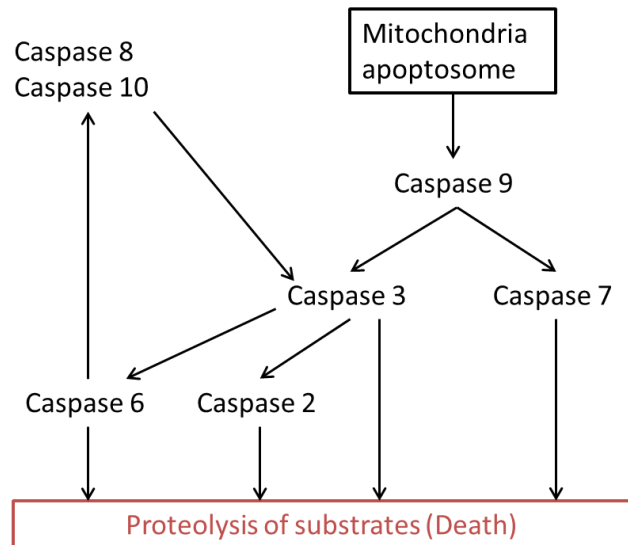 Caspase 8
Caspase 10
Mitochondria
apoptosome
Caspase 9
Caspase 3
Caspase 7
Caspase 6
Caspase 2
Proteolysis of substrates (Death)